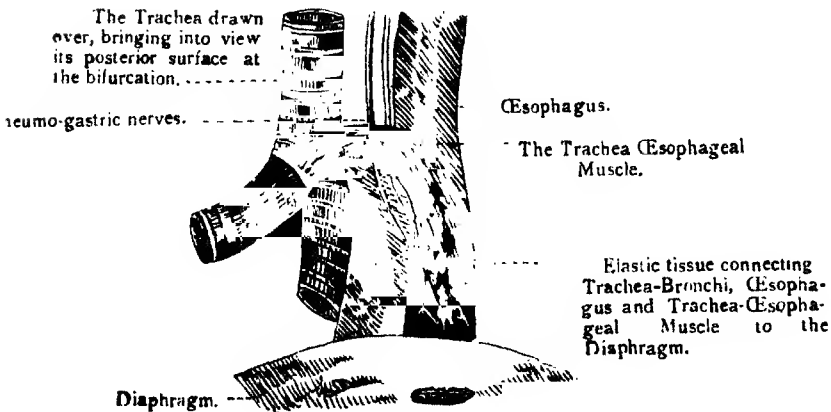 The Trachea drawn
over, bringing into view
its posterior surface at
the bifurcation.
neumo-gastric nerves.
Œsophagus.
The Trachea Œsophageal
Muscle.
Elastic tissue connecting
Trachea-Bronchi, Œsopha-
gus and Trachea-Œsopha-
geal Muscle to the
Diaphragm.
Diaphragm.